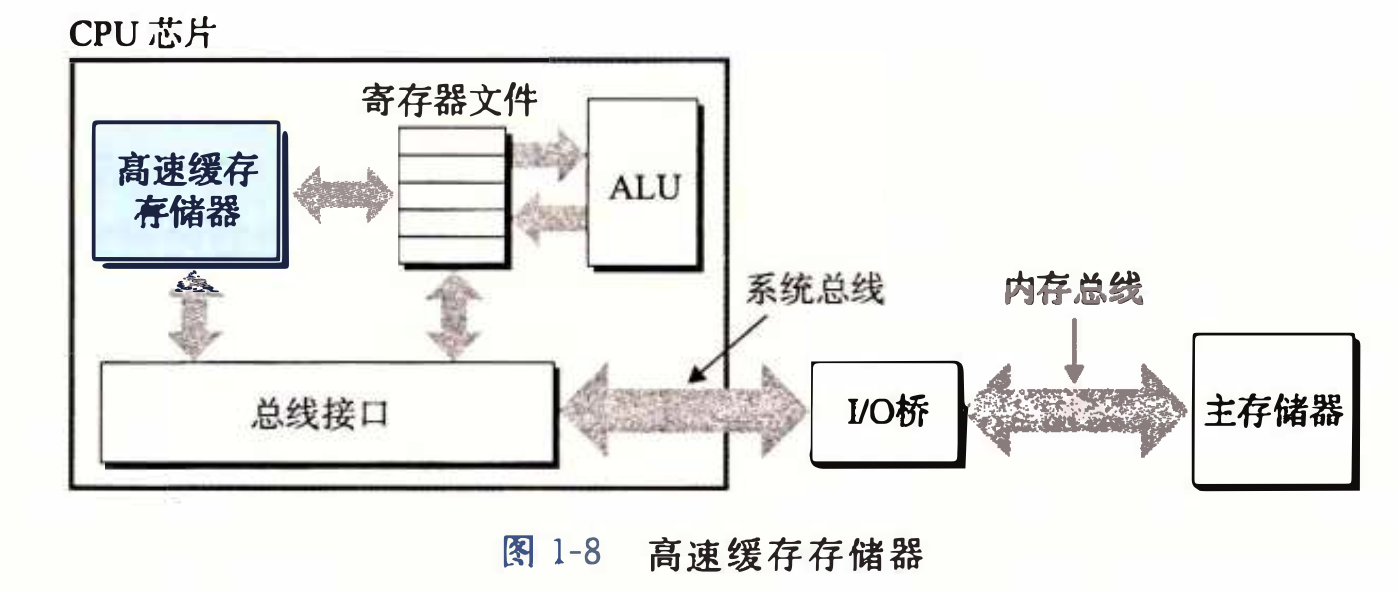 CPU 芯片
寄存器文件
高速缓存
存储器
ALU
系统总线
内存总线
总线接口
I/O桥
主存储器
图 1-8 高速缓存存储器